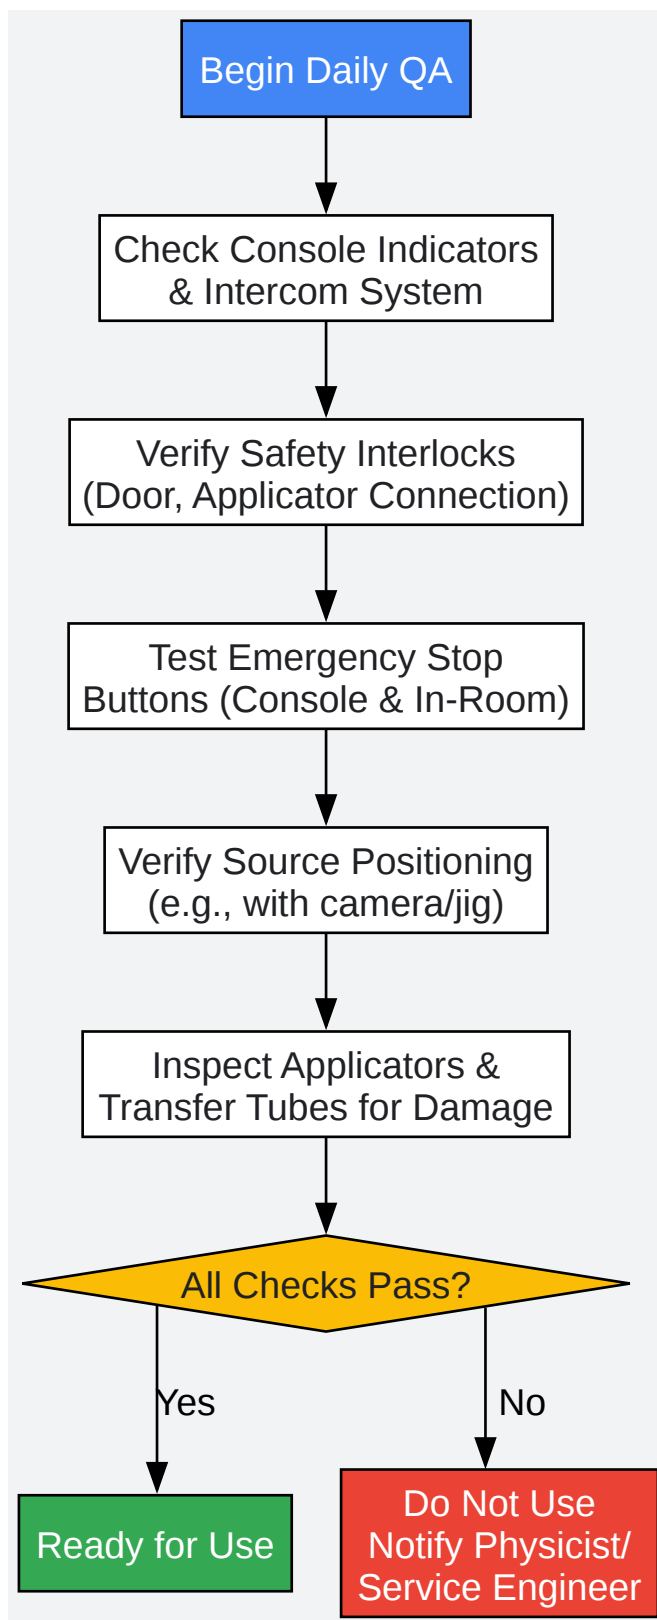 Begin Daily QA
Check Console Indicators
& Intercom System
Verify Safety Interlocks
(Door, Applicator Connection)
Test Emergency Stop
Buttons (Console & In-Room)
Verify Source Positioning
(e.g., with camera/jig)
Inspect Applicators &
Transfer Tubes for Damage
All Checks Pass?
Yes
No
Ready for Use
Do Not Use
Notify Physicist/
Service Engineer